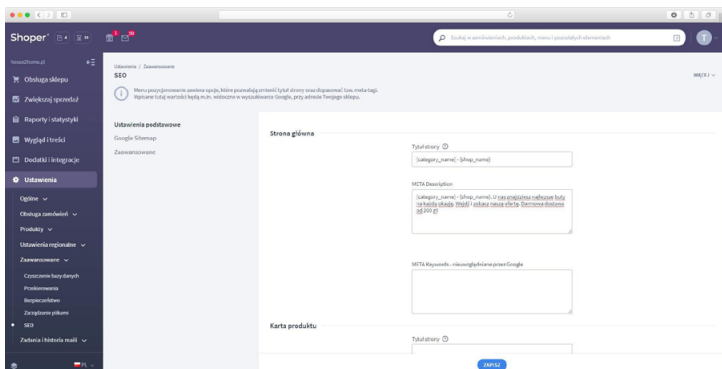 Shoper®
Szukaj w zamówieniach, produktach, menu i pozostałych elementach
T
Obsługa sklepu
Zwiększaj sprzedaż
Raporty i statystyki
Wygląd i treści
Dodatki i integracje
Ustawienia
Ogólne
Obsługa zamówień
Produkty
Ustawienia regionalne
Zaawansowane
Czyszczenie bazy danych
Przekierowania
Bezpieczeństwo
Zarządzanie plikami
SEO
Zadania i historia maili
PL
Ustawienia / Zaawansowane
SEO
WIĘCEJ
Menu pozycjonowanie zawiera opcje, które pozwalają zmienić tytuł strony oraz dopasować tzw. meta-tagi.
Wpisane tutaj wartości będą m.in. widoczne w wyszukiwarce Google, przy adresie Twojego sklepu.
Ustawienia podstawowe
Google Sitemap
Zaawansowane
Strona główna
Tytuł strony
[category_name] - [shop_name]
META Description
[category_name] - [shop_name]. U nas znajdziesz najlepsze buty
na każdą okazję. Wejdź i zobacz naszą ofertę. Darmowa dostawa
od 200 zł
META Keywords - nieuwzględniane przez Google
Karta produktu
Tytuł strony
ZAPISZ